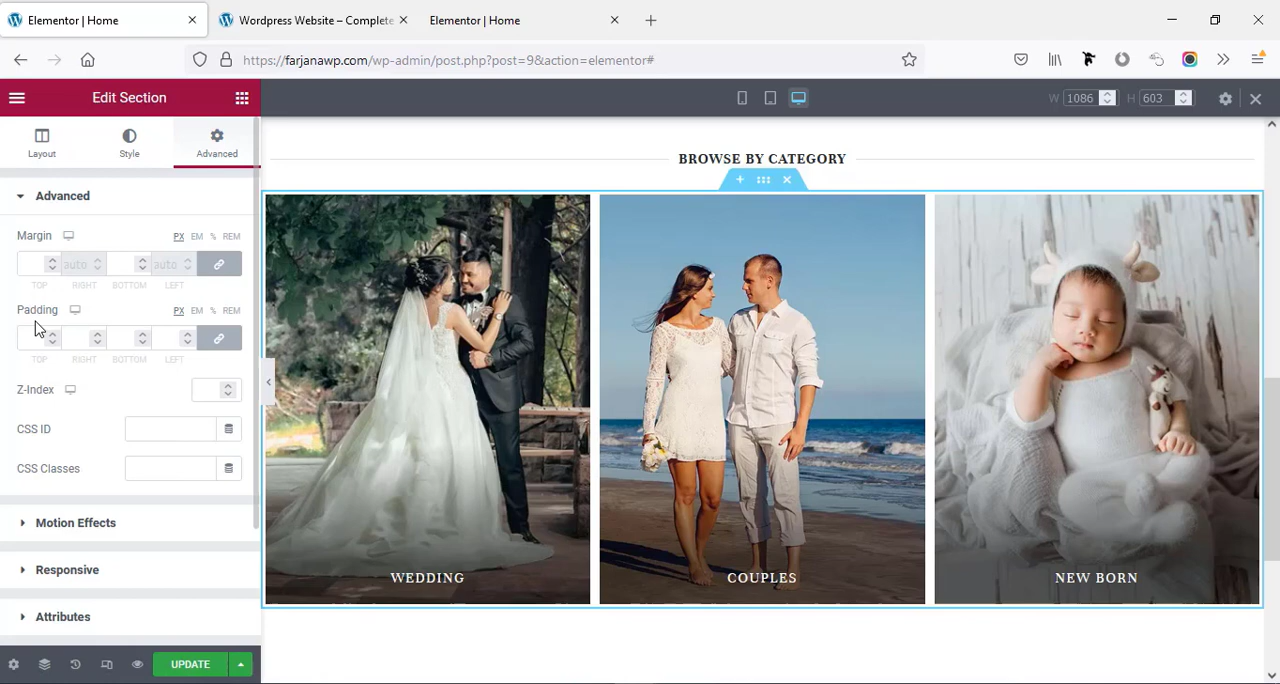 Elementor | Home
Wordpress Website – Complete
Elementor | Home
https://farjanawp.com/wp-admin/post.php?post=9&action=elementor#
Edit Section
W 1086 H 603
Layout
Style
Advanced
BROWSE BY CATEGORY
Advanced
Margin
PX EM % REM
auto auto
TOP RIGHT BOTTOM LEFT
Padding
PX EM % REM
TOP RIGHT BOTTOM LEFT
Z-Index
CSS ID
CSS Classes
Motion Effects
Responsive
Attributes
UPDATE
WEDDING
COUPLES
NEW BORN